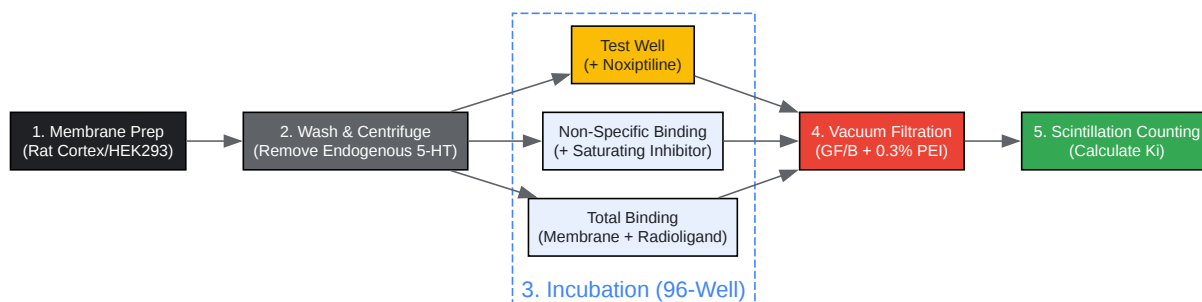 1. Membrane Prep
(Rat Cortex/HEK293)
2. Wash & Centrifuge
(Remove Endogenous 5-HT)
Test Well
(+ Noxiptiline)
Non-Specific Binding
(+ Saturating Inhibitor)
Total Binding
(Membrane + Radioligand)
3. Incubation (96-Well)
4. Vacuum Filtration
(GF/B + 0.3% PEI)
5. Scintillation Counting
(Calculate Ki)